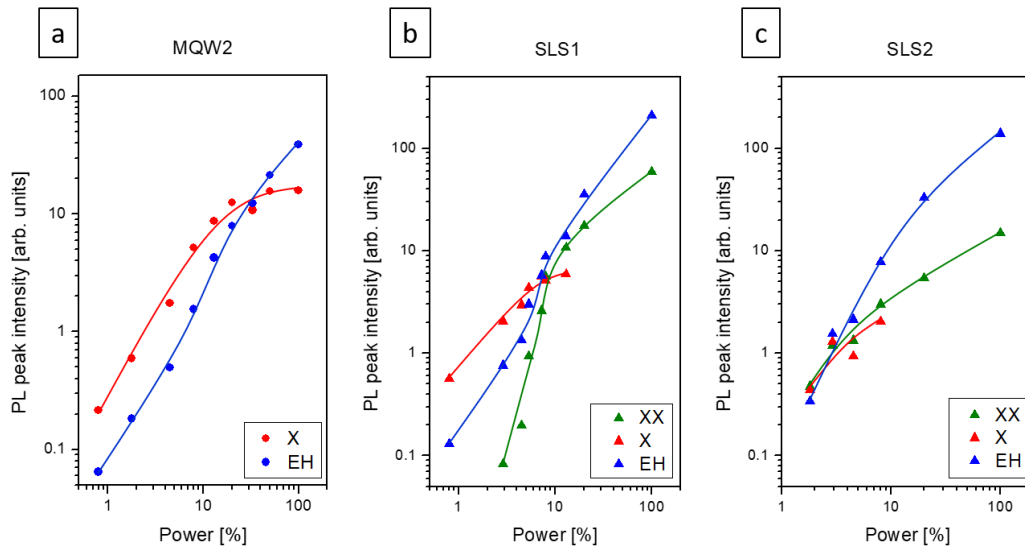 a
MQW2
PL peak intensity [arb. units]
100
10
1
0.1
X
EH
1
10
100
Power [%]
b
SLS1
PL peak intensity [arb. units]
100
10
1
0.1
XX
X
EH
1
10
100
Power [%]
c
SLS2
PL peak intensity [arb. units]
100
10
1
0.1
XX
X
EH
1
10
100
Power [%]